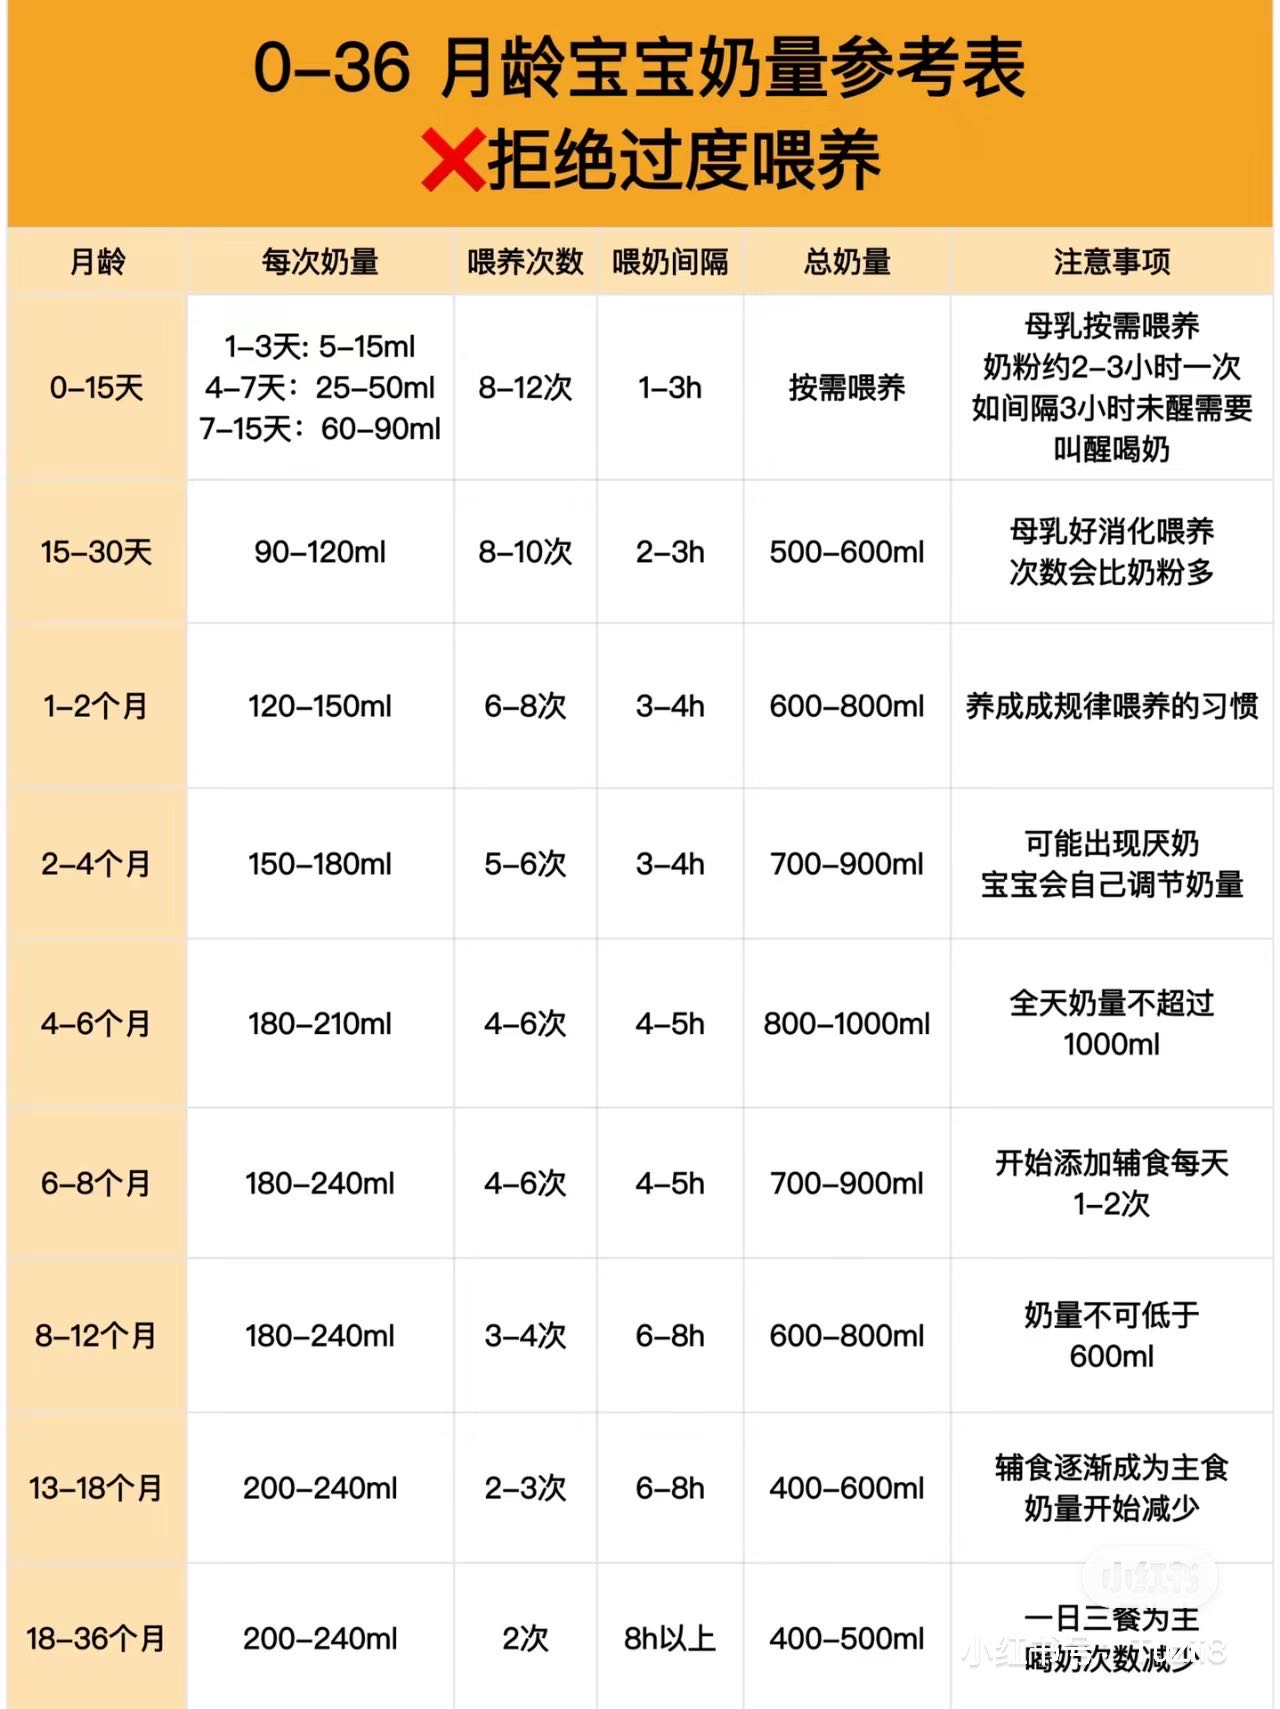 0-36 月龄宝宝奶量参考表
❌拒绝过度喂养
月龄 每次奶量 喂养次数 喂奶间隔 总奶量 注意事项
0-15天
1-3天: 5-15ml
4-7天：25-50ml
7-15天：60-90ml
8-12次
1-3h
按需喂养
母乳按需喂养
奶粉约2-3小时一次
如间隔3小时未醒需要
叫醒喝奶
15-30天
90-120ml
8-10次
2-3h
500-600ml
母乳好消化喂养
次数会比奶粉多
1-2个月
120-150ml
6-8次
3-4h
600-800ml
养成成规律喂养的习惯
2-4个月
150-180ml
5-6次
3-4h
700-900ml
可能出现厌奶
宝宝会自己调节奶量
4-6个月
180-210ml
4-6次
4-5h
800-1000ml
全天奶量不超过
1000ml
6-8个月
180-240ml
4-6次
4-5h
700-900ml
开始添加辅食每天
1-2次
8-12个月
180-240ml
3-4次
6-8h
600-800ml
奶量不可低于
600ml
13-18个月
200-240ml
2-3次
6-8h
400-600ml
辅食逐渐成为主食
奶量开始减少
18-36个月
200-240ml
2次
8h以上
400-500ml
一日三餐为主
喝奶次数减少
小红书
小红书号